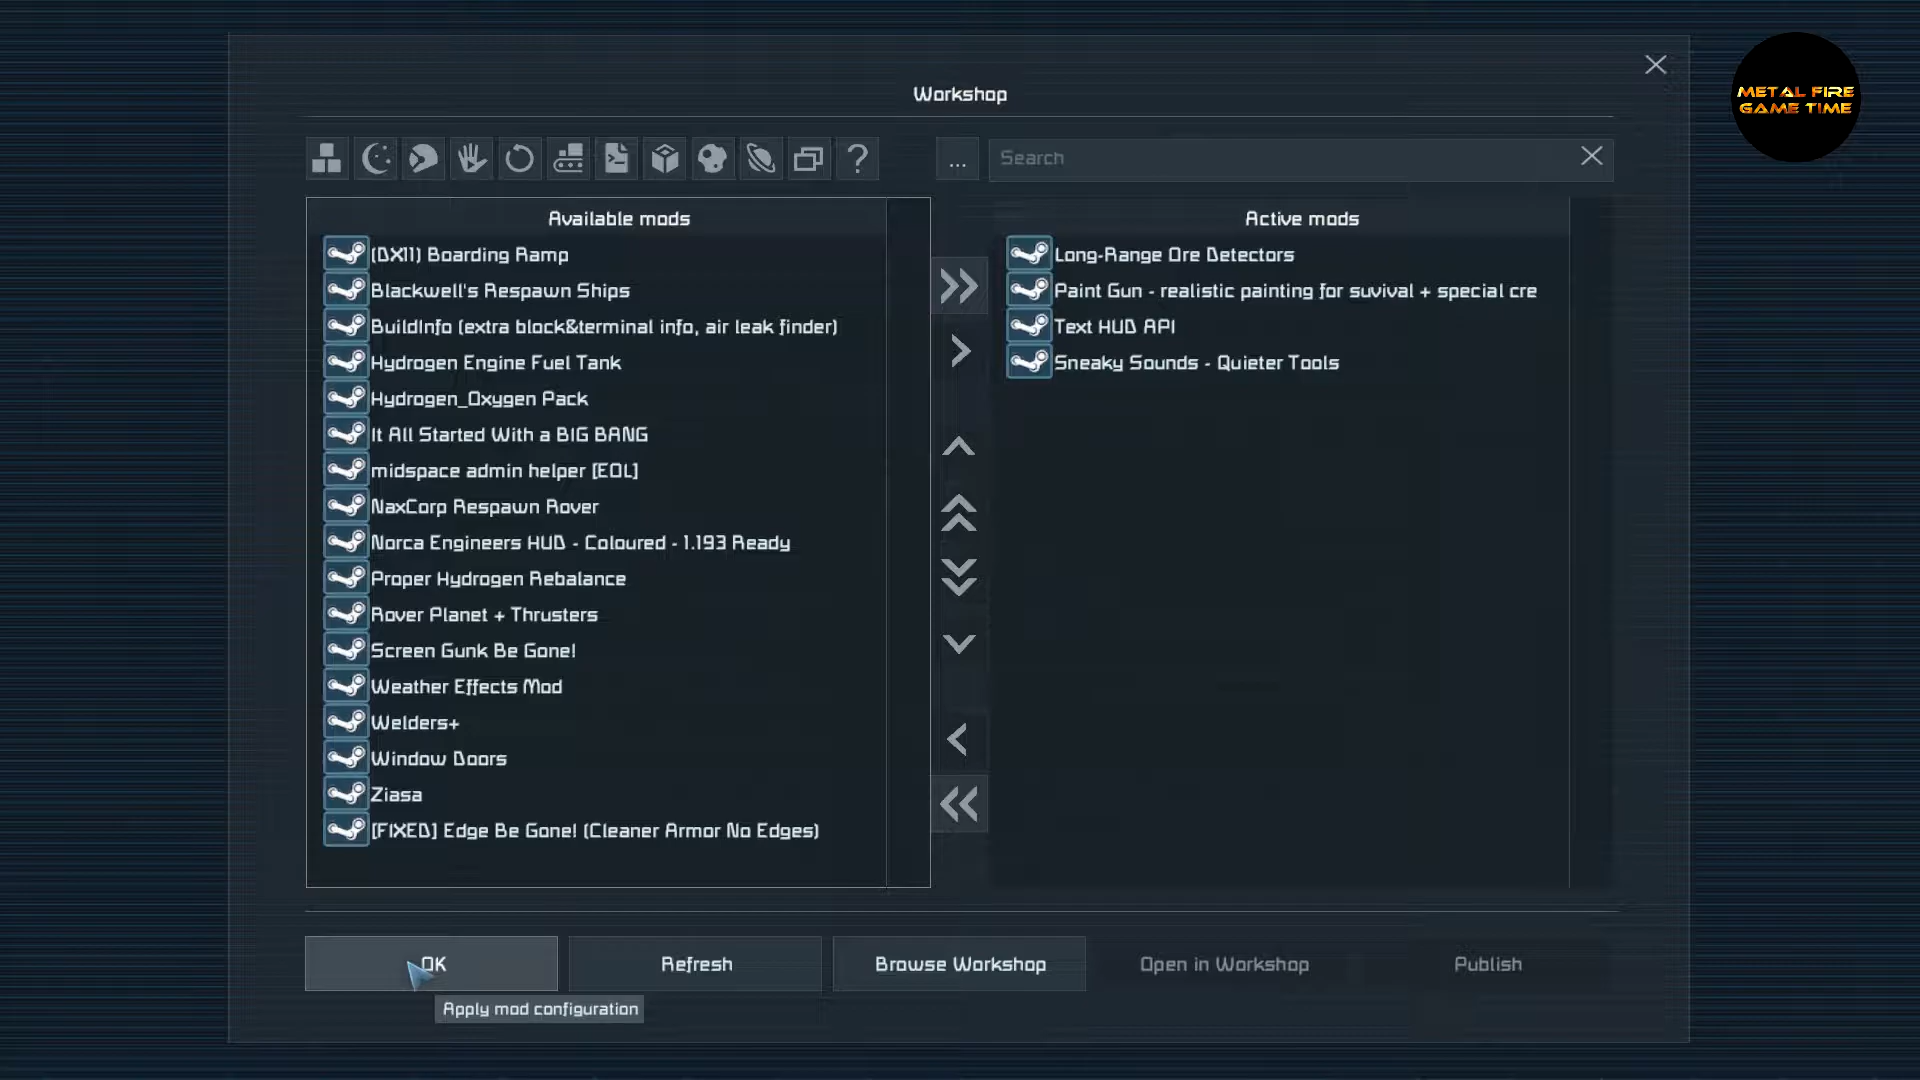 Workshop
METAL FIRE
GAME TIME
?
...
Search
Available mods
(DX11) Boarding Ramp
Blackwell's Respawn Ships
BuildInfo (extra block&terminal info, air leak finder)
Hydrogen Engine Fuel Tank
Hydrogen_Oxygen Pack
It All Started With a BIG BANG
midspace admin helper [EOL]
NaxCorp Respawn Rover
Norca Engineers HUD - Coloured - 1.193 Ready
Proper Hydrogen Rebalance
Rover Planet + Thrusters
Screen Gunk Be Gone!
Weather Effects Mod
Welders+
Window Doors
Ziasa
[FIXED] Edge Be Gone! (Cleaner Armor No Edges)
Active mods
Long-Range Ore Detectors
Paint Gun - realistic painting for suvival + special cre
Text HUD API
Sneaky Sounds - Quieter Tools
OK
Refresh
Browse Workshop
Open in Workshop
Publish
Apply mod configuration